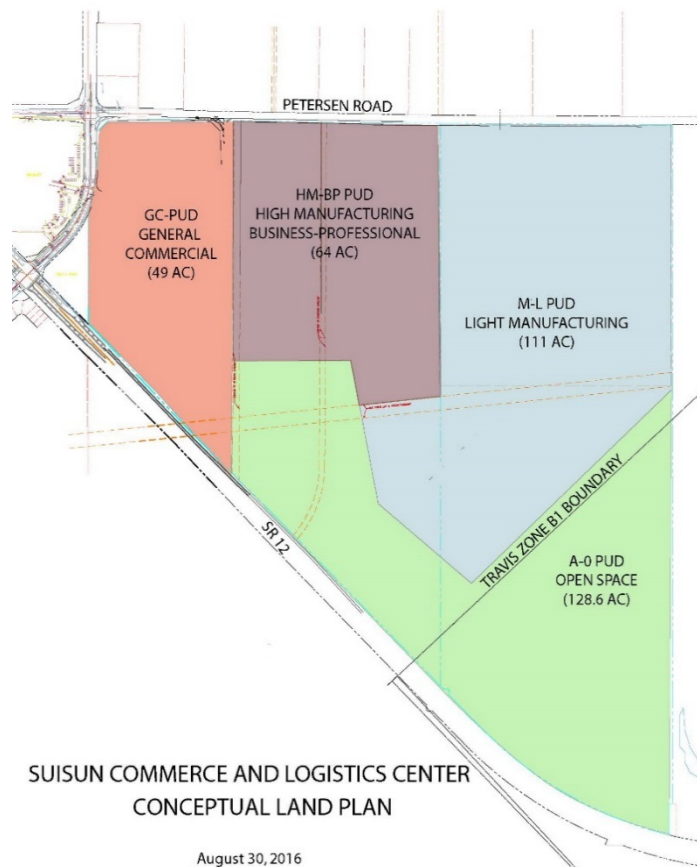 PETERSEN ROAD
GC-PUD
GENERAL
COMMERCIAL
(49 AC)
HM-BP PUD
HIGH MANUFACTURING
BUSINESS-PROFESSIONAL
(64 AC)
M-L PUD
LIGHT MANUFACTURING
(111 AC)
TRAVIS ZONE B1 BOUNDARY
SR 12
A-0 PUD
OPEN SPACE
(128.6 AC)
SUISUN COMMERCE AND LOGISTICS CENTER
CONCEPTUAL LAND PLAN
August 30, 2016